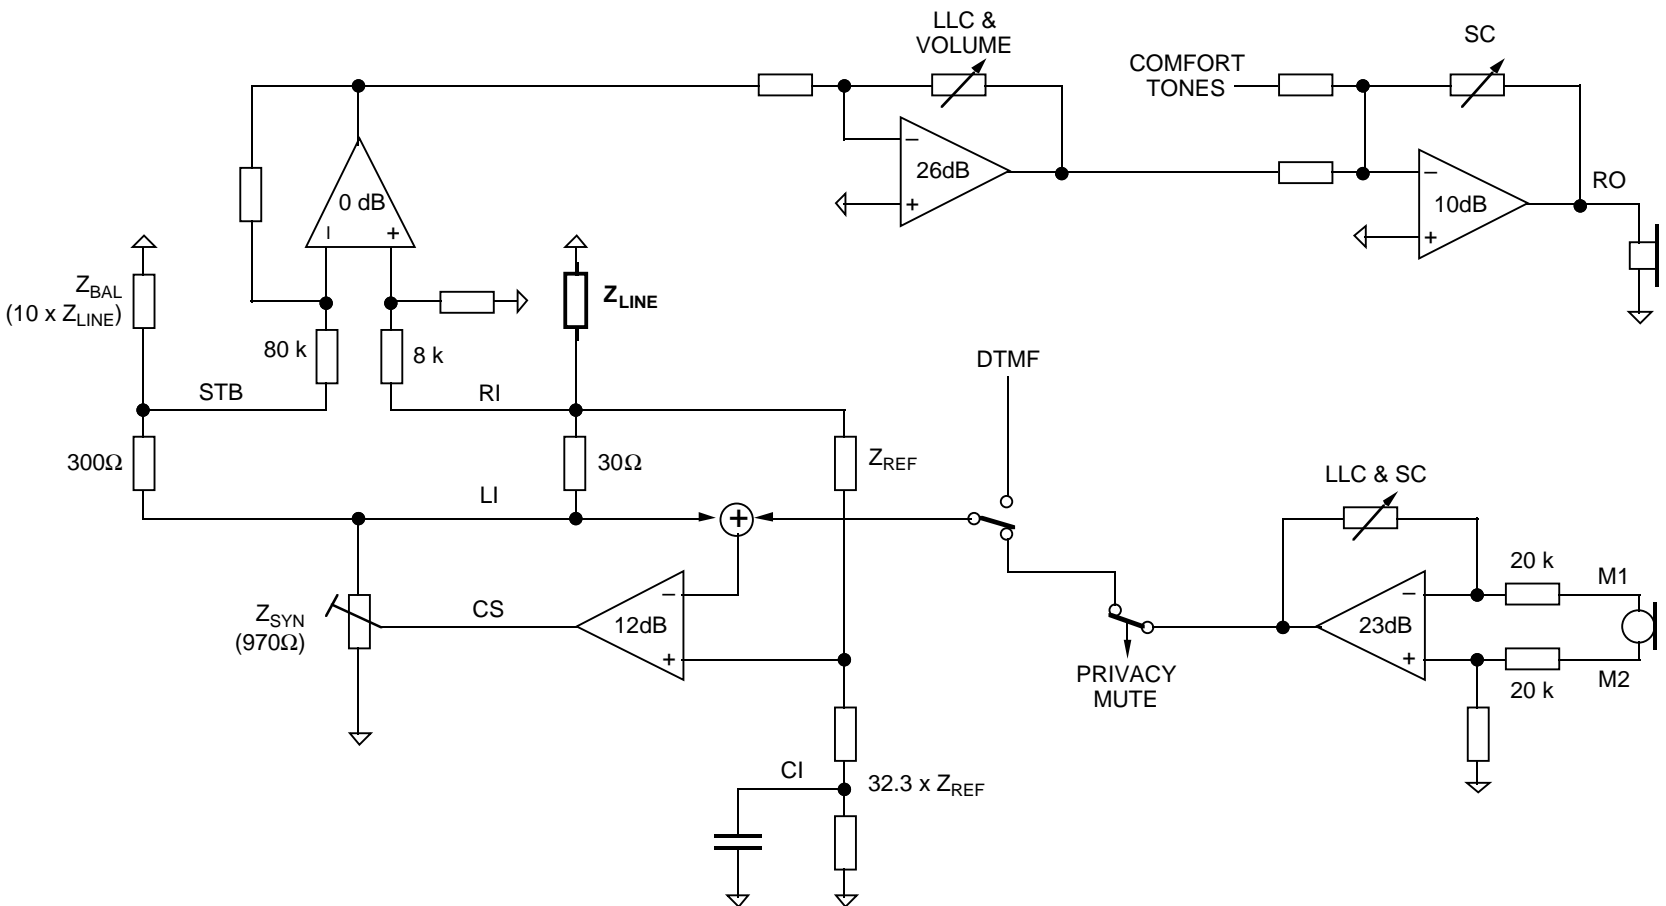 LLC &
VOLUME
SC
COMFORT
TONES
−
26dB
+
−
10dB
+
RO
0 dB
−
+
Z_BAL
(10 x Z_LINE)
Z_LINE
80 k
8 k
STB
RI
DTMF
300Ω
30Ω
Z_REF
LLC & SC
LI
+
20 k
M1
Z_SYN
(970Ω)
CS
−
12dB
+
−
23dB
+
PRIVACY
MUTE
20 k
M2
CI
32.3 x Z_REF